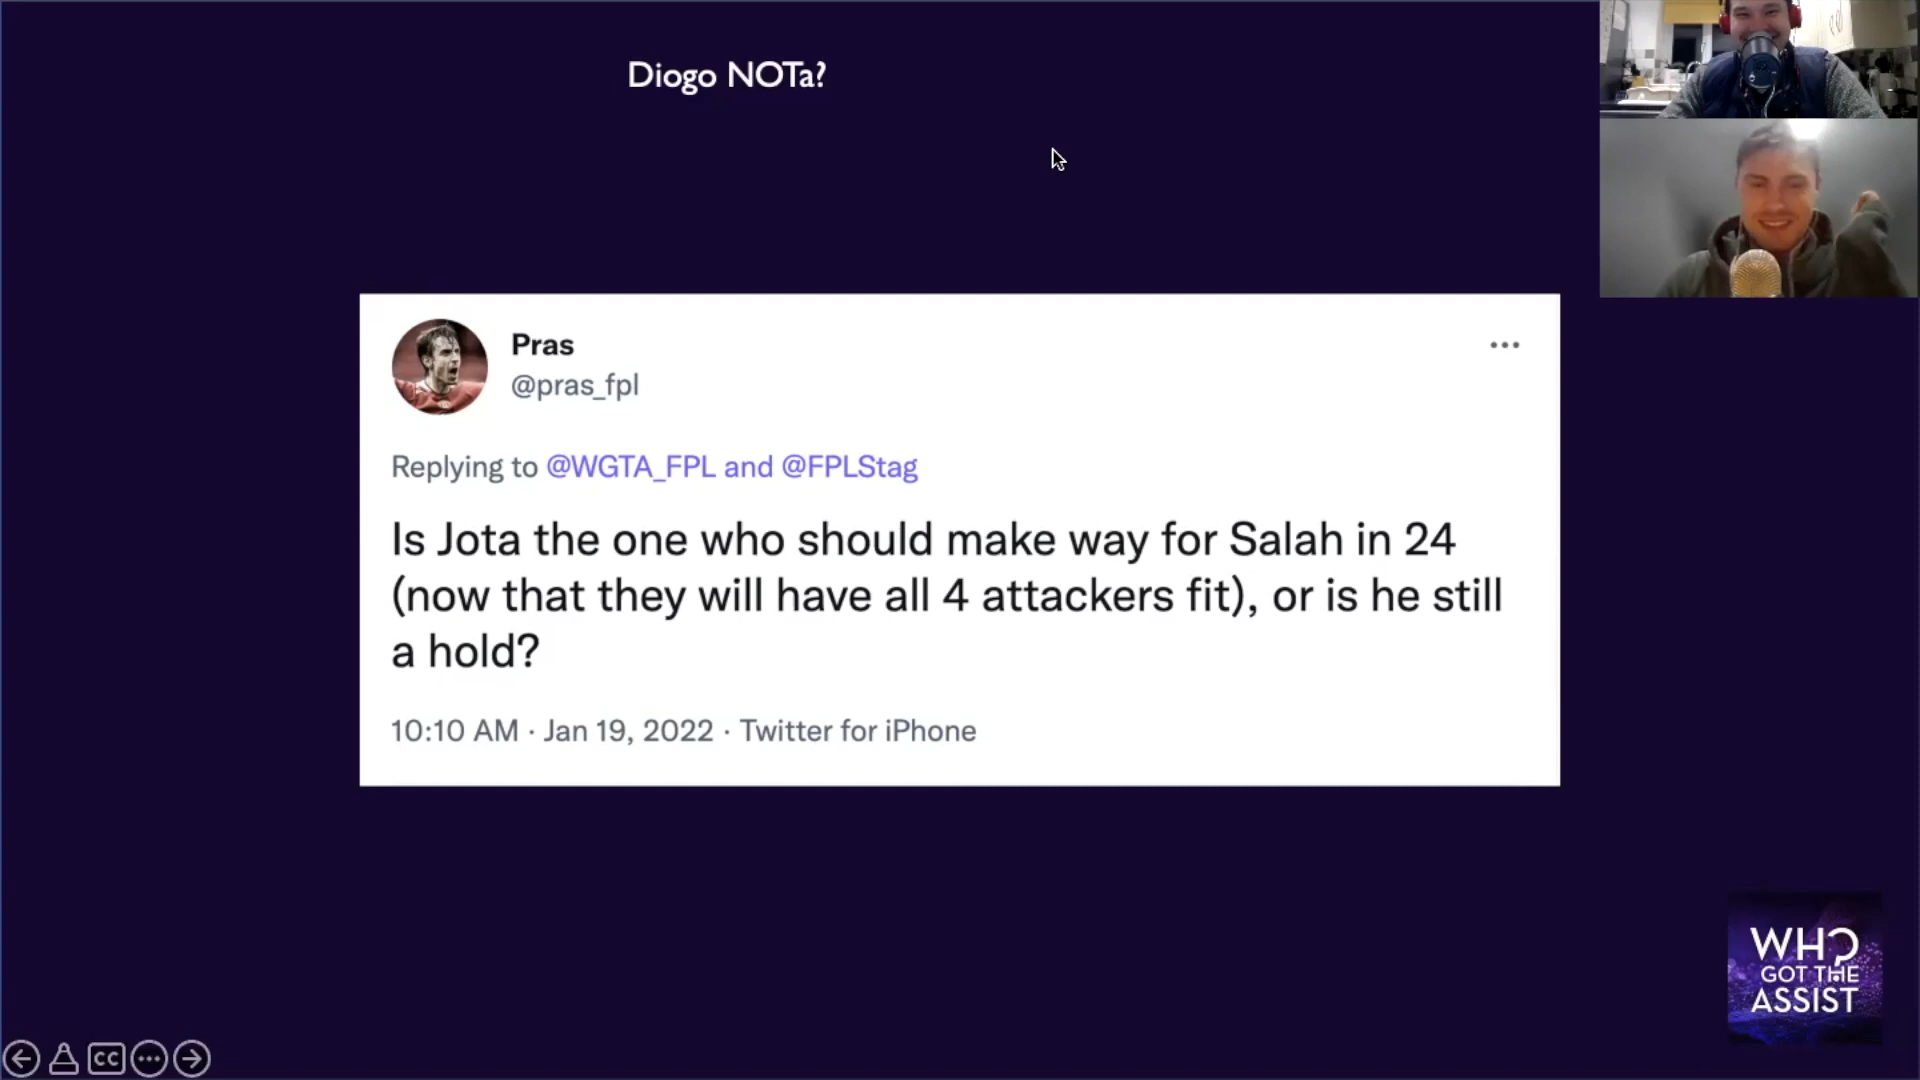 Diogo NOTa?
Pras
@pras_fpl
Replying to @WGTA_FPL and @FPLStag
Is Jota the one who should make way for Salah in 24
(now that they will have all 4 attackers fit), or is he still
a hold?
10:10 AM · Jan 19, 2022 · Twitter for iPhone
WHO
GOT THE
ASSIST
CC